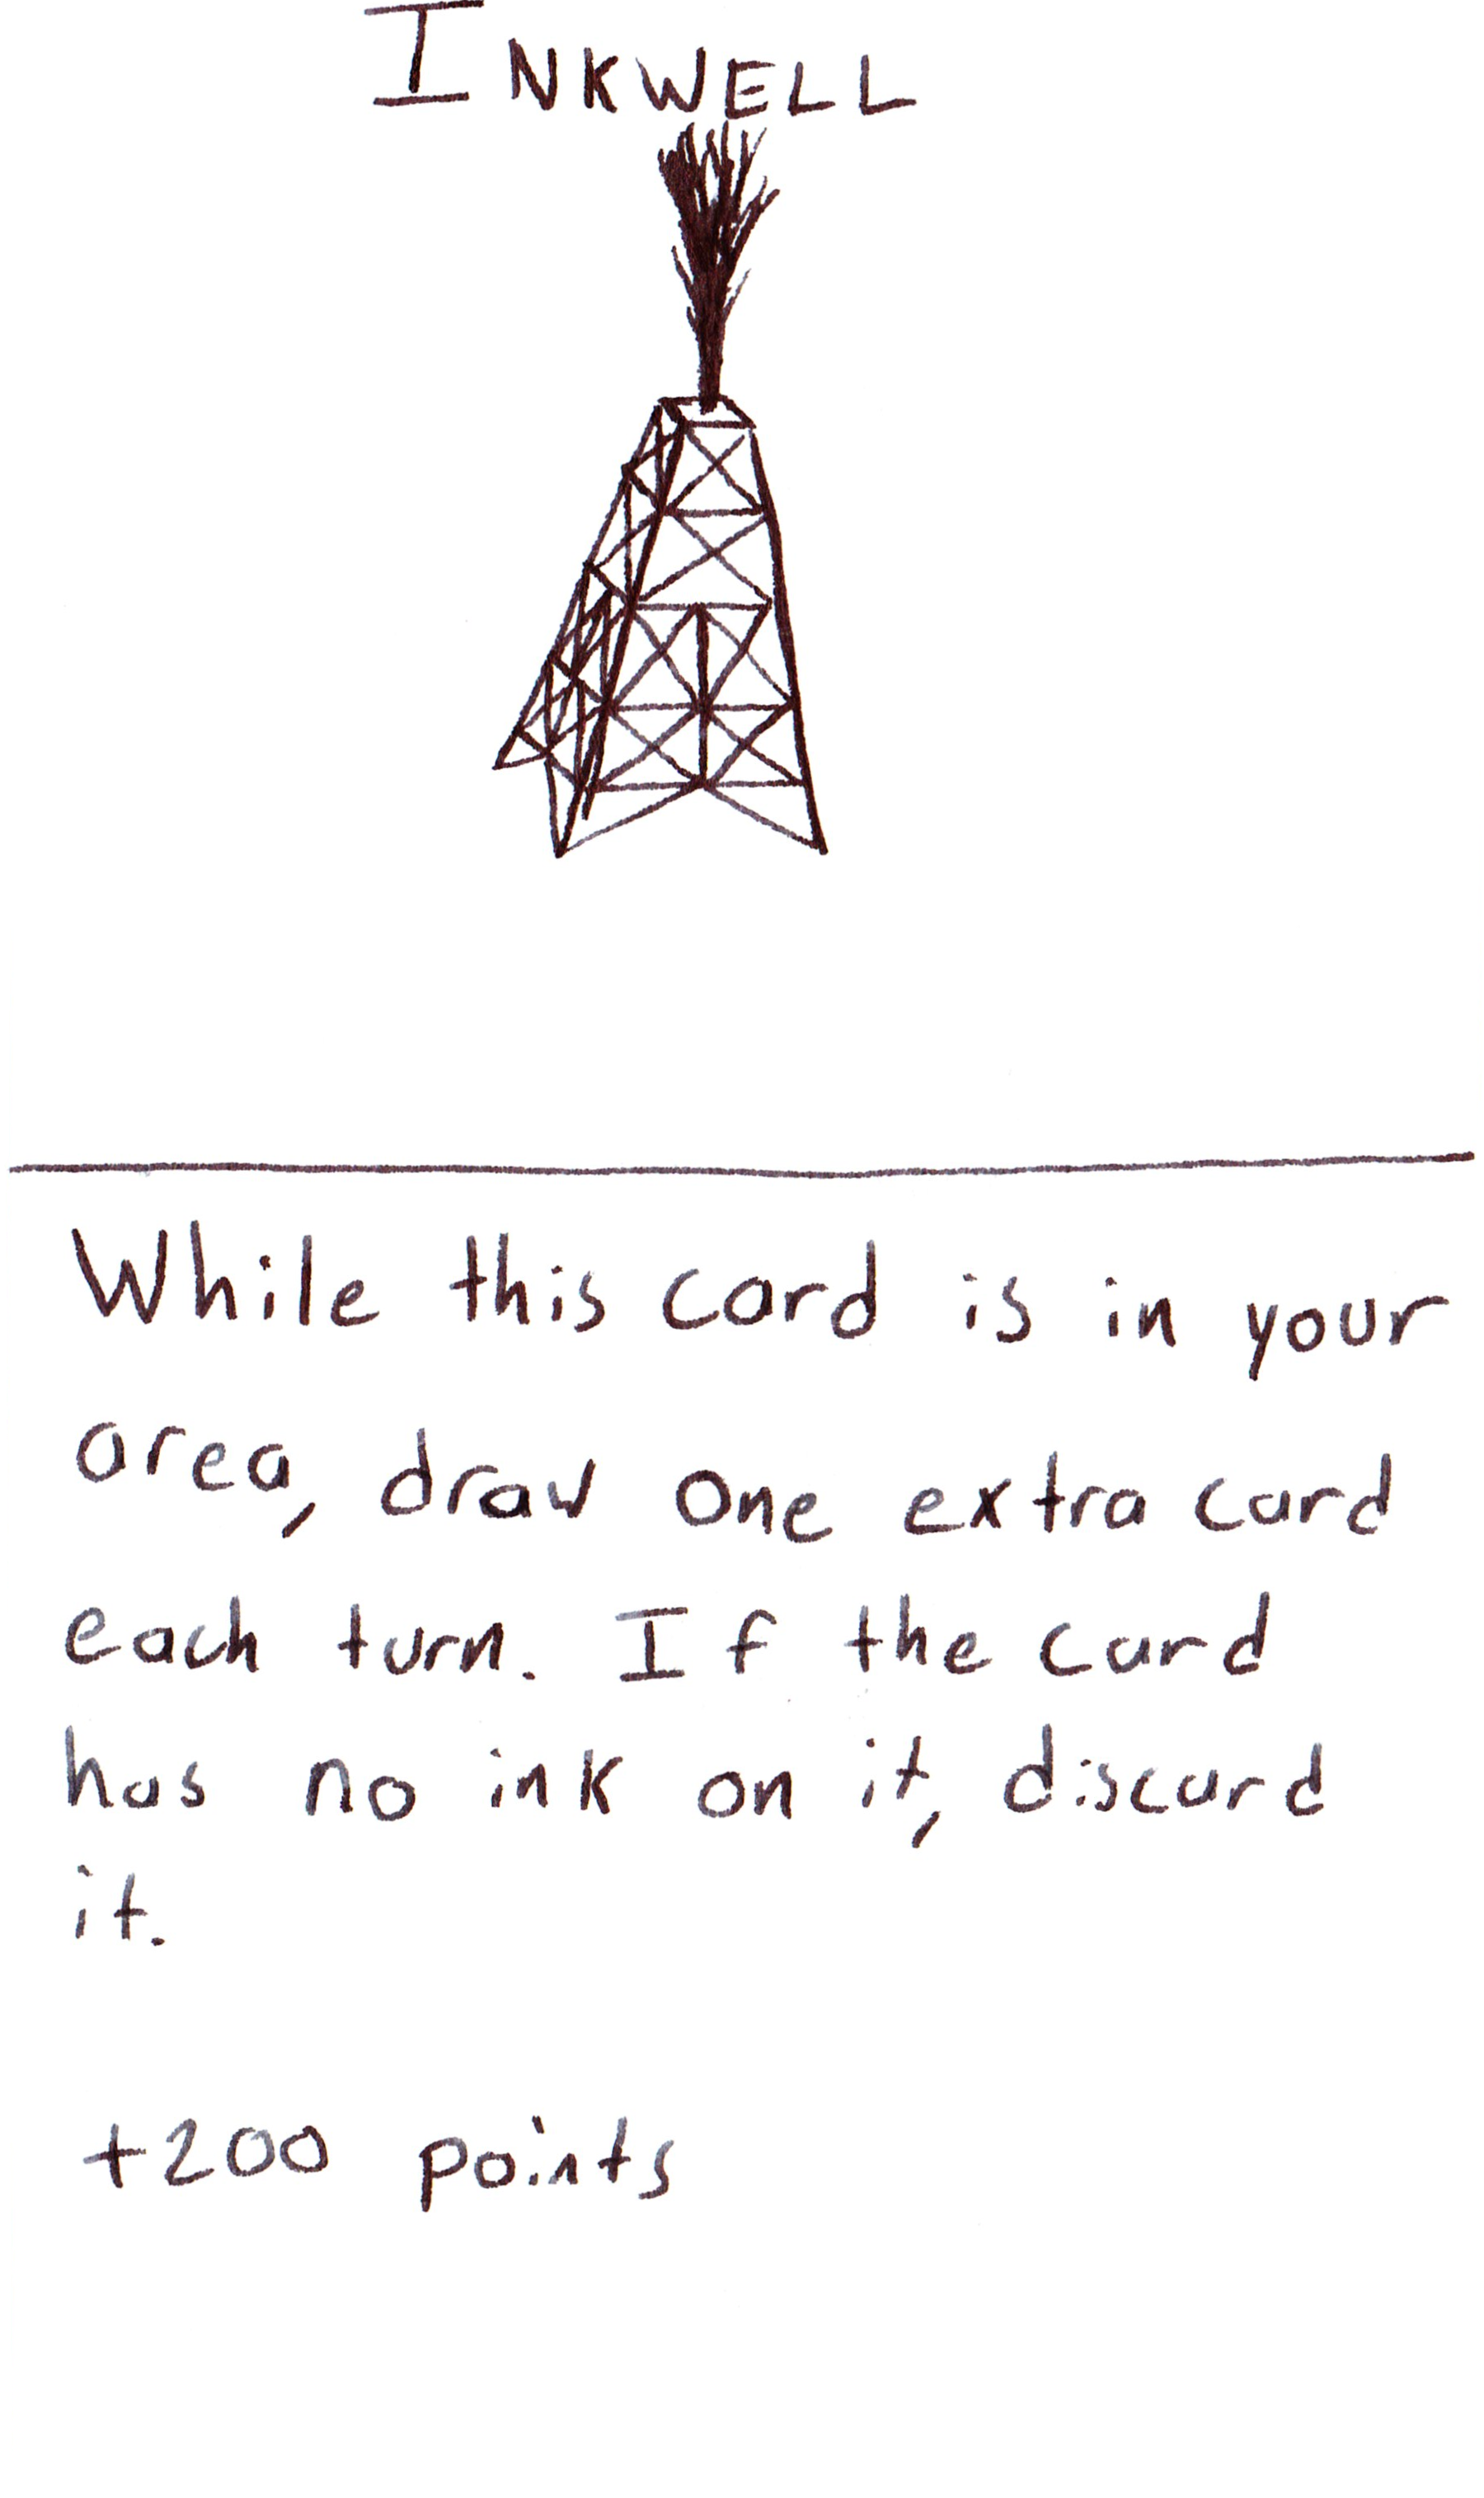 INKWELL
While this card is in your
area, draw one extra card
each turn. If the card
has no ink on it, discard
it.
+200 points